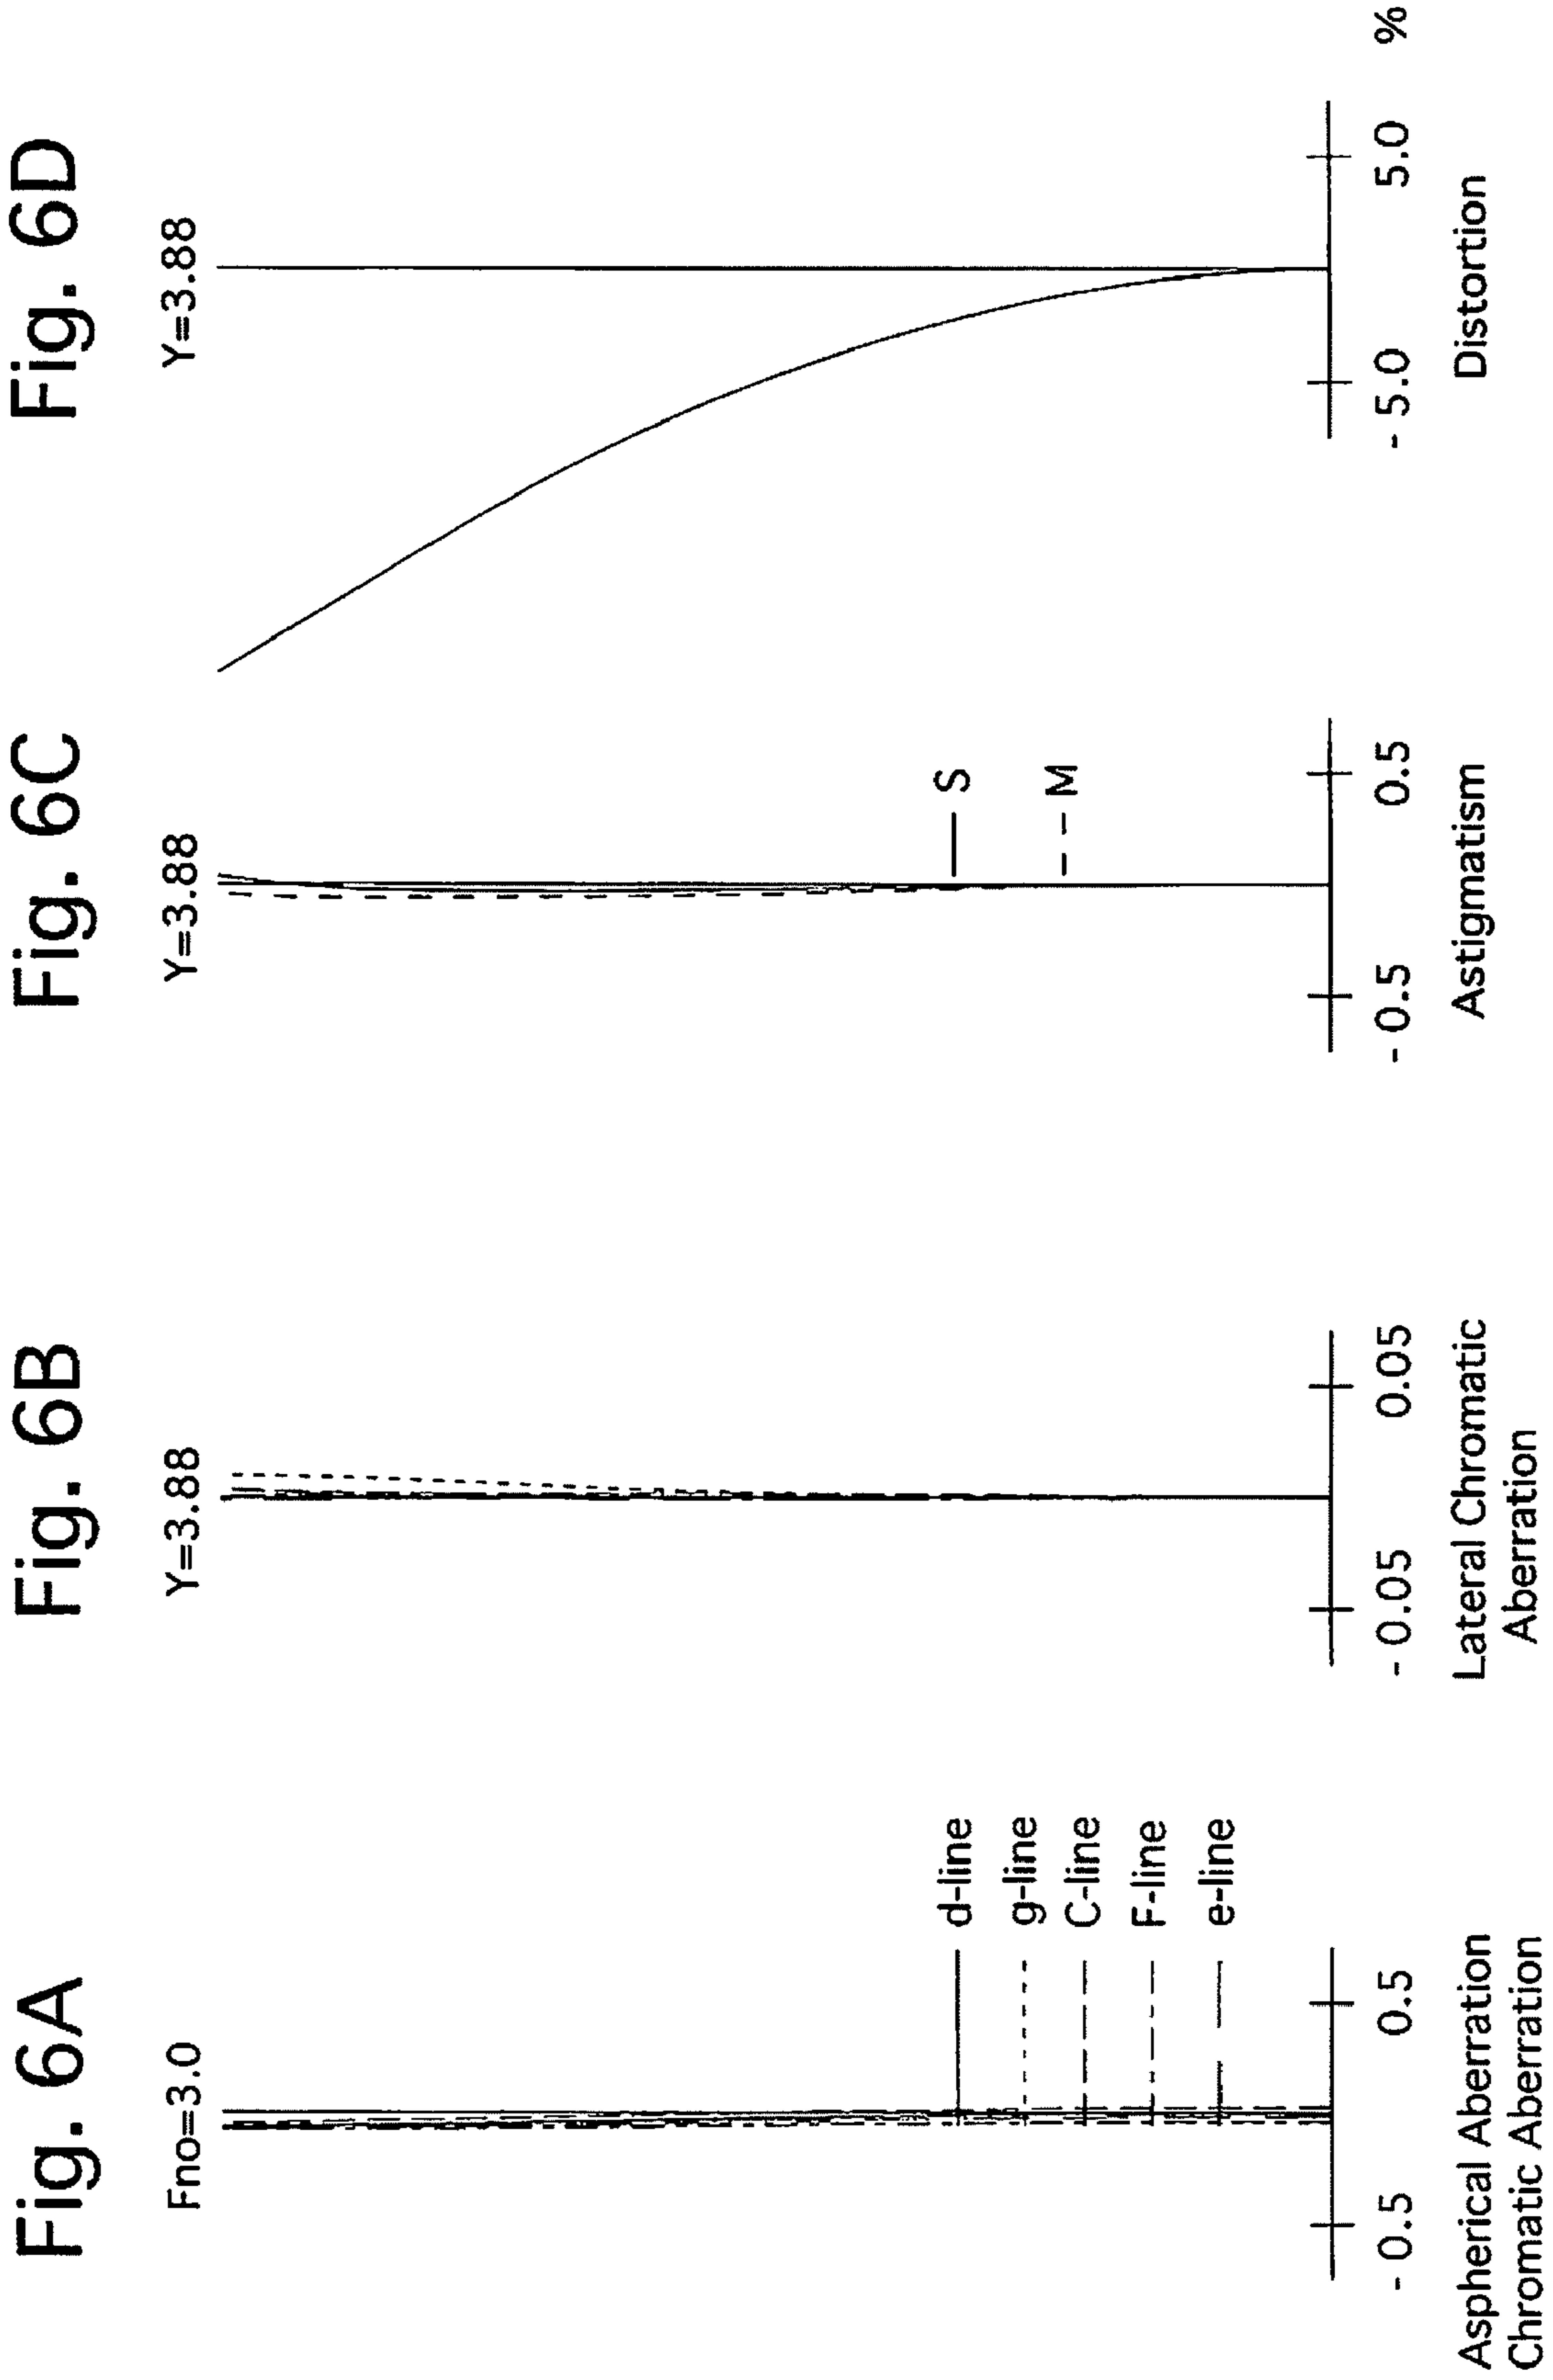 Fig. 6A
Fno=3.0
d-line
g-line
C-line
F-line
e-line
- 0.5
0.5
Aspherical Aberration
Chromatic Aberration
Fig. 6B
Y=3.88
- 0.05
0.05
Lateral Chromatic
Aberration
Fig. 6C
Y=3.88
S
M
- 0.5
0.5
Astigmatism
Fig. 6D
Y=3.88
- 5.0
5.0
%
Distortion